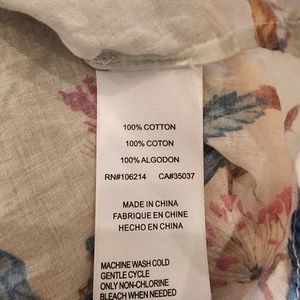 100% COTTON
100% COTON
100% ALGODON
RN#106214 CA#35037
MADE IN CHINA
FABRIQUE EN CHINE
HECHO EN CHINA
MACHINE WASH COLD
GENTLE CYCLE
ONLY NON-CHLORINE
BLEACH WHEN NEEDED